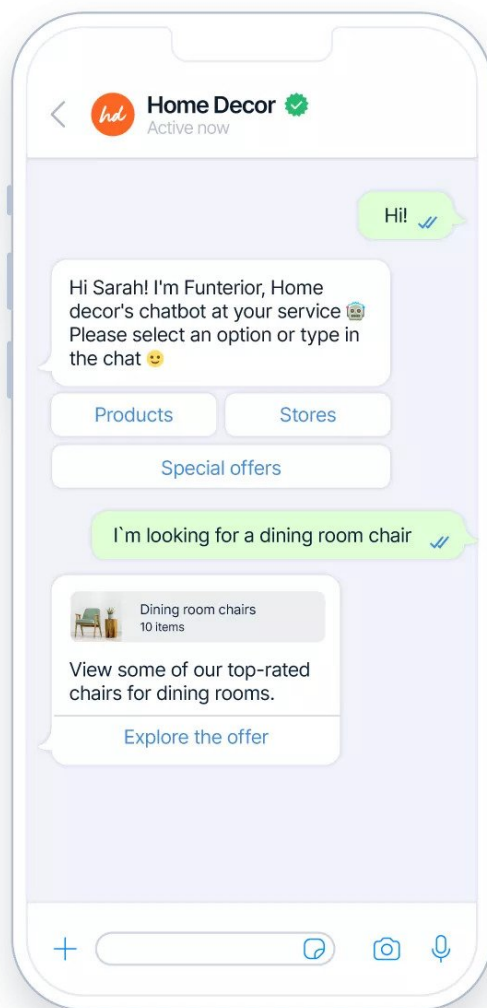 hd
Home Decor
Active now
Hi!
Hi Sarah! I'm Funterior, Home
decor's chatbot at your service 🤖
Please select an option or type in
the chat 🙂
Products
Stores
Special offers
I`m looking for a dining room chair
Dining room chairs
10 items
View some of our top-rated
chairs for dining rooms.
Explore the offer